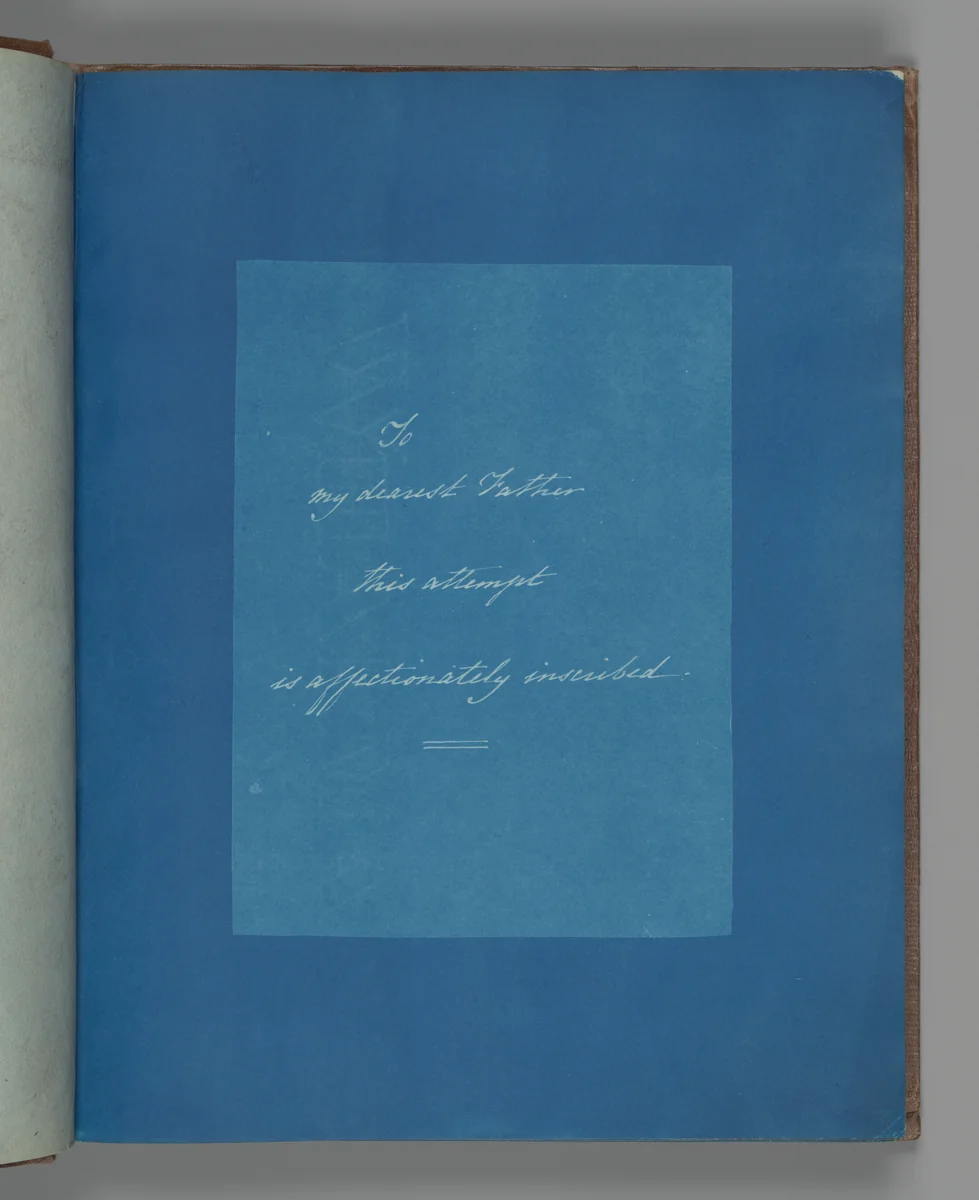 To
my dearest Father
this attempt
is affectionately inscribed.